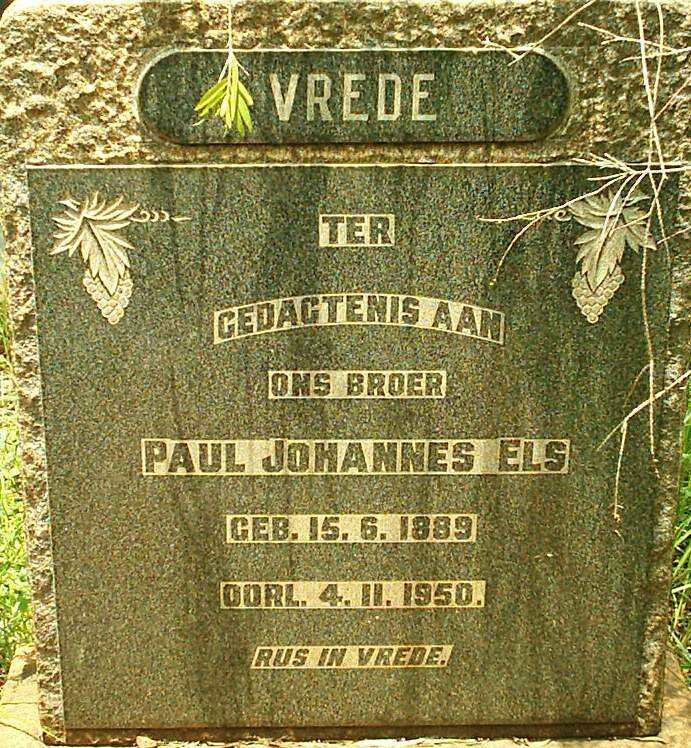 VREDE
TER
GEDAGTENIS AAN
ONS BROER
PAUL JOHANNES ELS
GEB. 15. 6. 1889
OORL. 4. 11. 1950.
RUS IN VREDE.